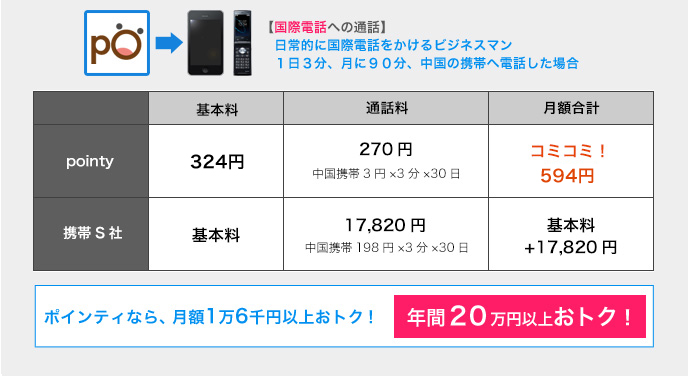 po
【国際電話への通話】
日常的に国際電話をかけるビジネスマン
１日３分、月に９０分、中国の携帯へ電話した場合
基本料 通話料 月額合計
pointy 324円 270 円 コミコミ！
中国携帯 3 円 ×3 分 ×30 日 594円
携帯 S 社 基本料 17,820 円 基本料
中国携帯 198 円 ×3 分 ×30 日 +17,820 円
ポインティなら、月額1万6千円以上おトク！ 年間 20 万円以上おトク！